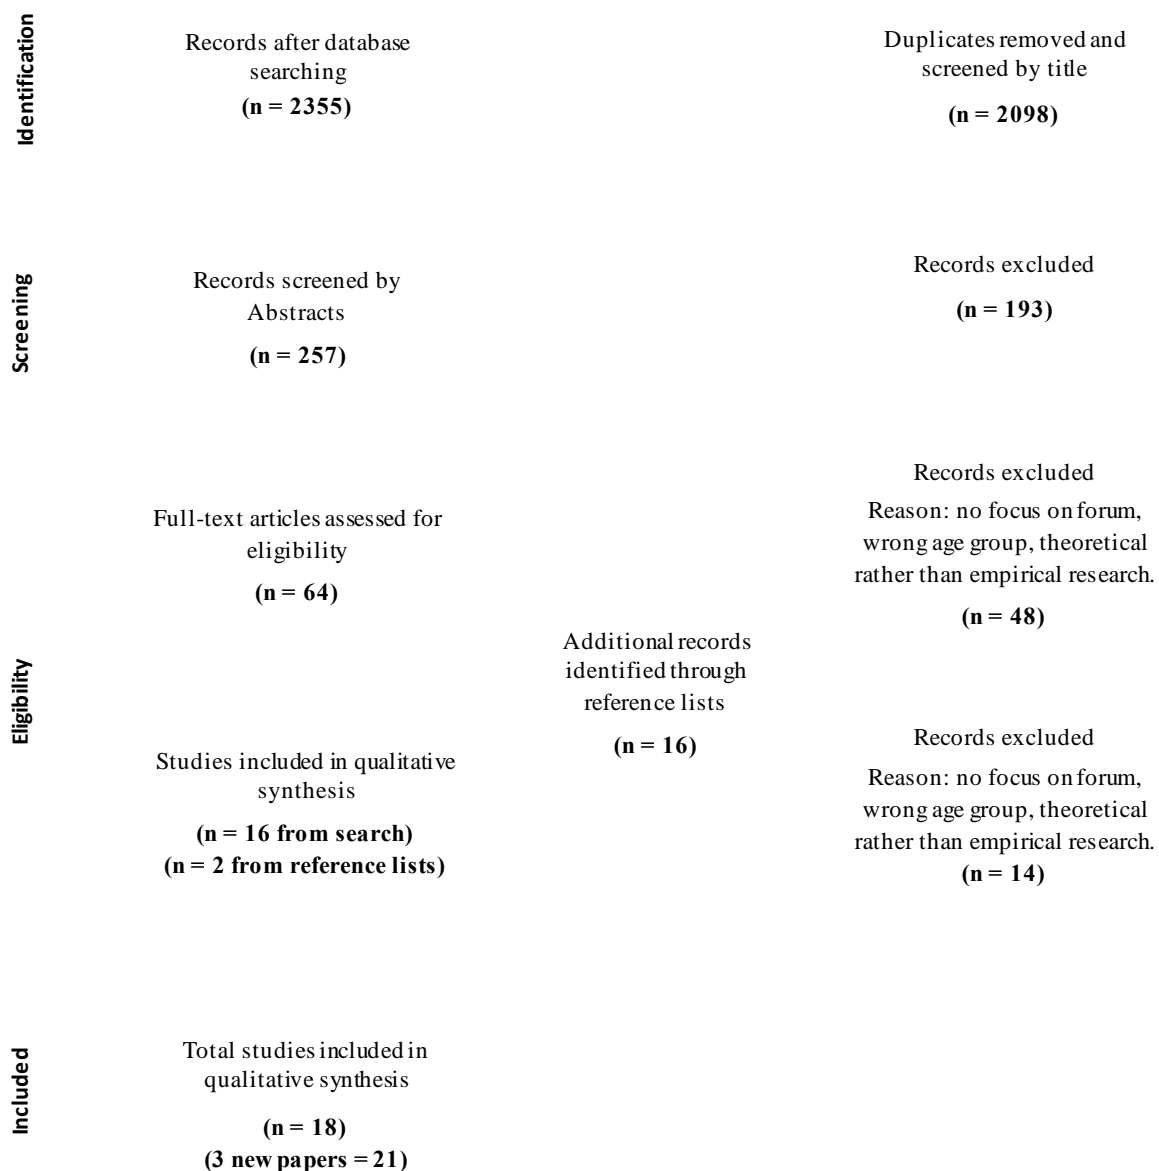 Identification
Records after database
searching
(n = 2355)
Duplicates removed and
screened by title
(n = 2098)
Screening
Records screened by
Abstracts
(n = 257)
Records excluded
(n = 193)
Eligibility
Full-text articles assessed for
eligibility
(n = 64)
Records excluded
Reason: no focus on forum,
wrong age group, theoretical
rather than empirical research.
(n = 48)
Additional records
identified through
reference lists
(n = 16)
Studies included in qualitative
synthesis
(n = 16 from search)
(n = 2 from reference lists)
Records excluded
Reason: no focus on forum,
wrong age group, theoretical
rather than empirical research.
(n = 14)
Included
Total studies included in
qualitative synthesis
(n = 18)
(3 new papers = 21)